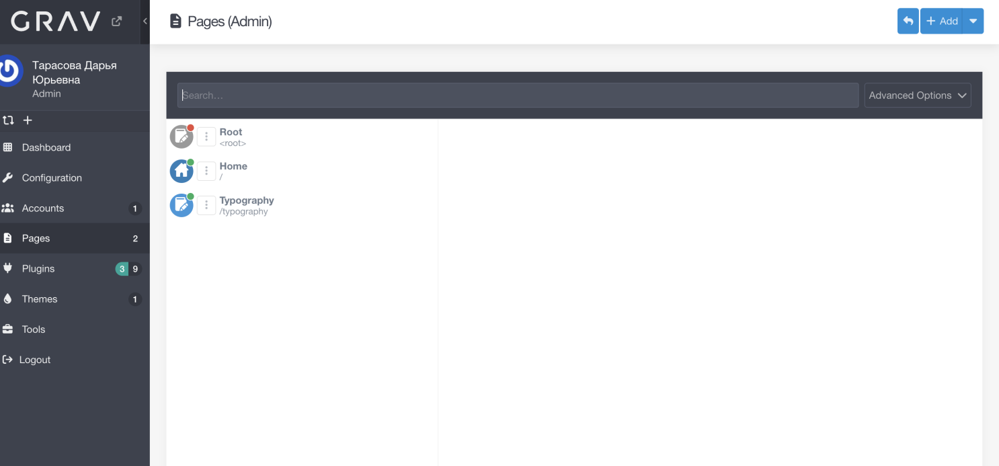 GRAV
Pages (Admin)
Add
Тарасова Дарья
Юрьевна
Admin
Dashboard
Configuration
Accounts 1
Pages 2
Plugins 3 9
Themes 1
Tools
Logout
Search…
Advanced Options
Root
<root>
Home
/
Typography
/typography